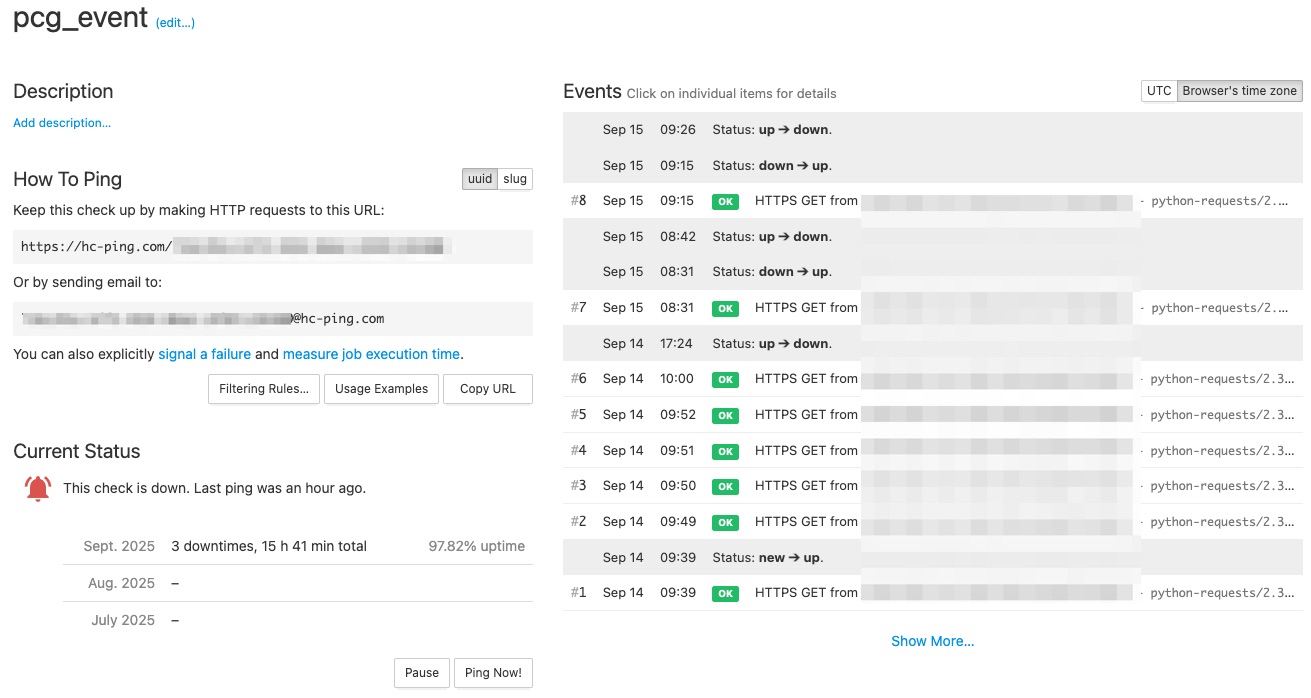 pcg_event (edit...)
Description
Add description...
How To Ping
uuid slug
Keep this check up by making HTTP requests to this URL:
https://hc-ping.com/
Or by sending email to:
@hc-ping.com
You can also explicitly signal a failure and measure job execution time.
Filtering Rules... Usage Examples Copy URL
Current Status
This check is down. Last ping was an hour ago.
Sept. 2025 3 downtimes, 15 h 41 min total 97.82% uptime
Aug. 2025 –
July 2025 –
Pause Ping Now!
Events Click on individual items for details
UTC Browser's time zone
Sep 15 09:26 Status: up ➔ down.
Sep 15 09:15 Status: down ➔ up.
#8 Sep 15 09:15 OK HTTPS GET from - python-requests/2....
Sep 15 08:42 Status: up ➔ down.
Sep 15 08:31 Status: down ➔ up.
#7 Sep 15 08:31 OK HTTPS GET from - python-requests/2....
Sep 14 17:24 Status: up ➔ down.
#6 Sep 14 10:00 OK HTTPS GET from - python-requests/2.3...
#5 Sep 14 09:52 OK HTTPS GET from - python-requests/2.3...
#4 Sep 14 09:51 OK HTTPS GET from - python-requests/2.3...
#3 Sep 14 09:50 OK HTTPS GET from - python-requests/2.3...
#2 Sep 14 09:49 OK HTTPS GET from - python-requests/2.3...
Sep 14 09:39 Status: new ➔ up.
#1 Sep 14 09:39 OK HTTPS GET from - python-requests/2.3...
Show More...